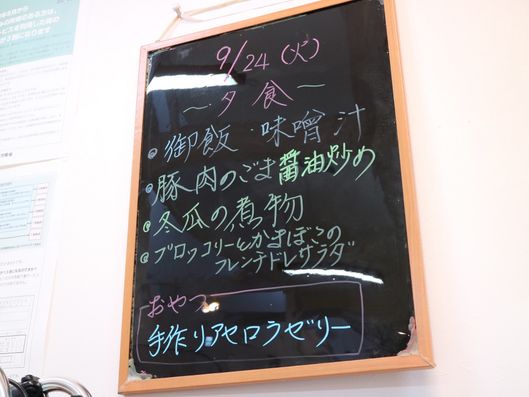 9/24(火)
〜夕食〜
・御飯・味噌汁
・豚肉のごま醤油炒め
・冬瓜の煮物
・ブロッコリーとかまぼこの
フレンチドレサラダ
おやつ
手作りアセロラゼリー